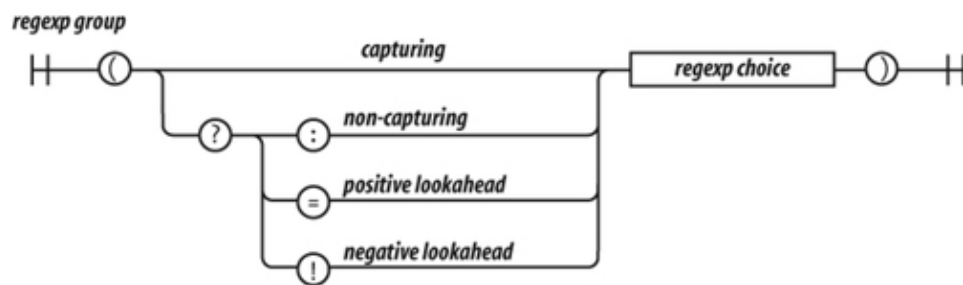 regexp group
capturing
( regexp choice )
non-capturing
? :
positive lookahead
=
negative lookahead
!